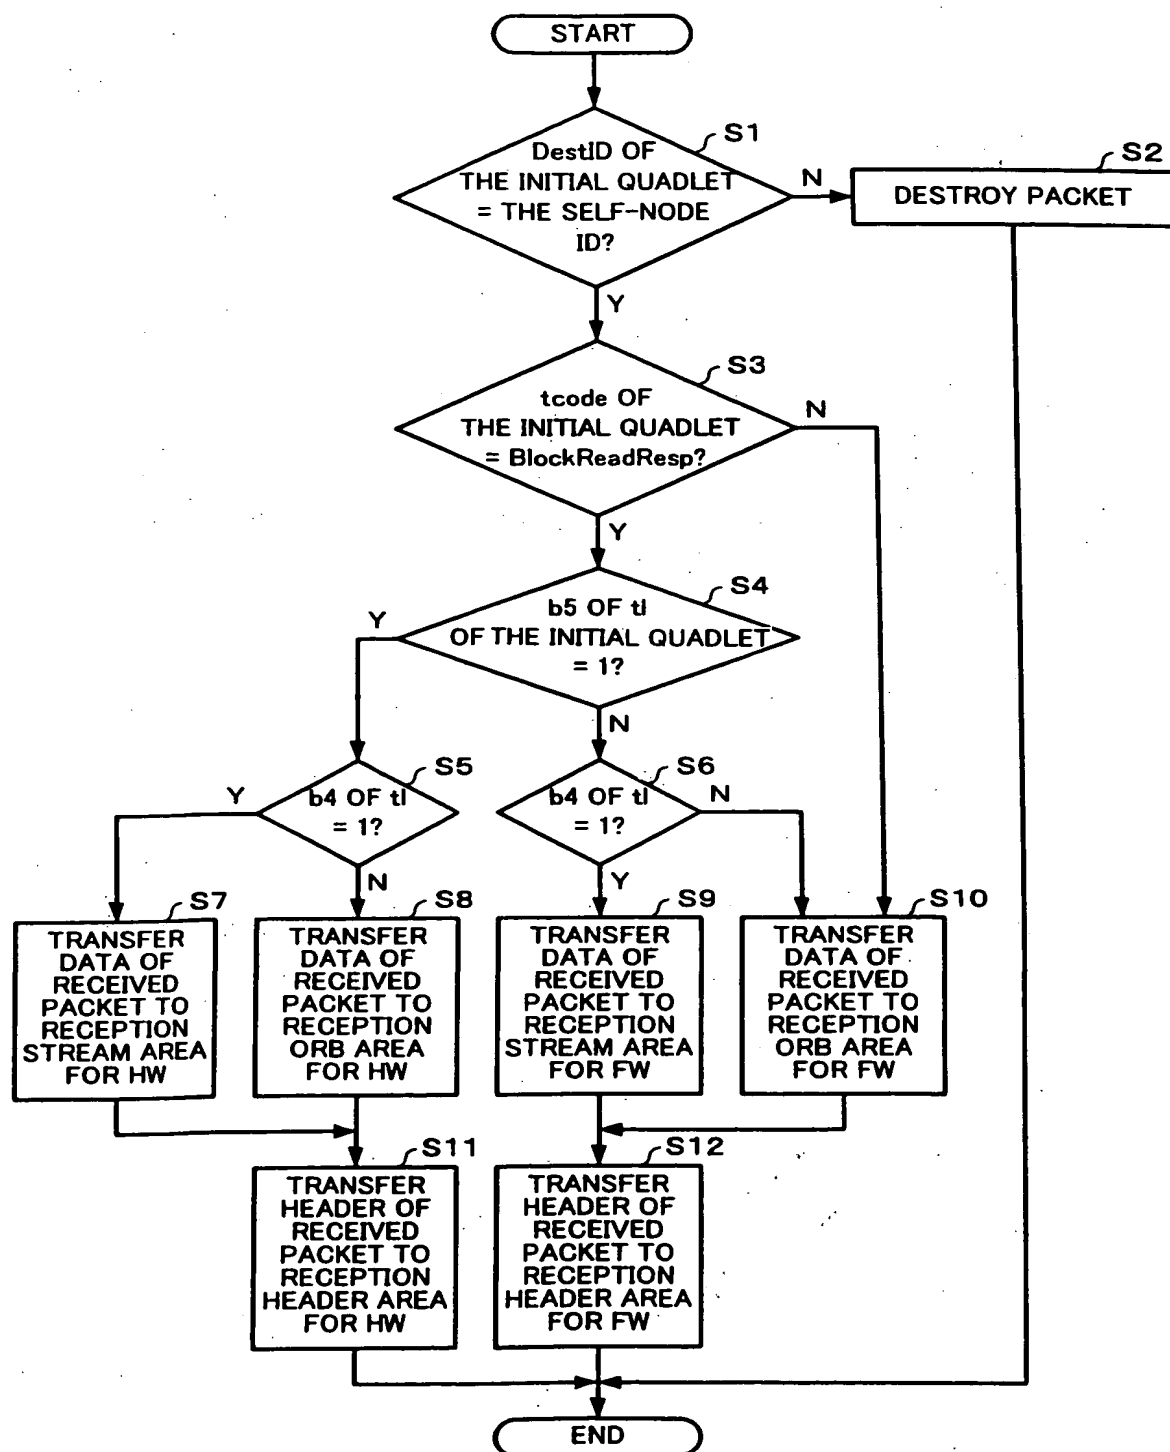 START
S1
DestID OF
THE INITIAL QUADLET
= THE SELF-NODE
ID?
N
S2
DESTROY PACKET
Y
S3
tcode OF
THE INITIAL QUADLET
= BlockReadResp?
N
Y
S4
b5 OF tl
OF THE INITIAL QUADLET
= 1?
Y
N
S5
b4 OF tl
= 1?
Y
N
S6
b4 OF tl
= 1?
N
Y
S7
TRANSFER
DATA OF
RECEIVED
PACKET TO
RECEPTION
STREAM AREA
FOR HW
S8
TRANSFER
DATA OF
RECEIVED
PACKET TO
RECEPTION
ORB AREA
FOR HW
S9
TRANSFER
DATA OF
RECEIVED
PACKET TO
RECEPTION
STREAM AREA
FOR FW
S10
TRANSFER
DATA OF
RECEIVED
PACKET TO
RECEPTION
ORB AREA
FOR FW
S11
TRANSFER
HEADER OF
RECEIVED
PACKET TO
RECEPTION
HEADER AREA
FOR HW
S12
TRANSFER
HEADER OF
RECEIVED
PACKET TO
RECEPTION
HEADER AREA
FOR FW
END